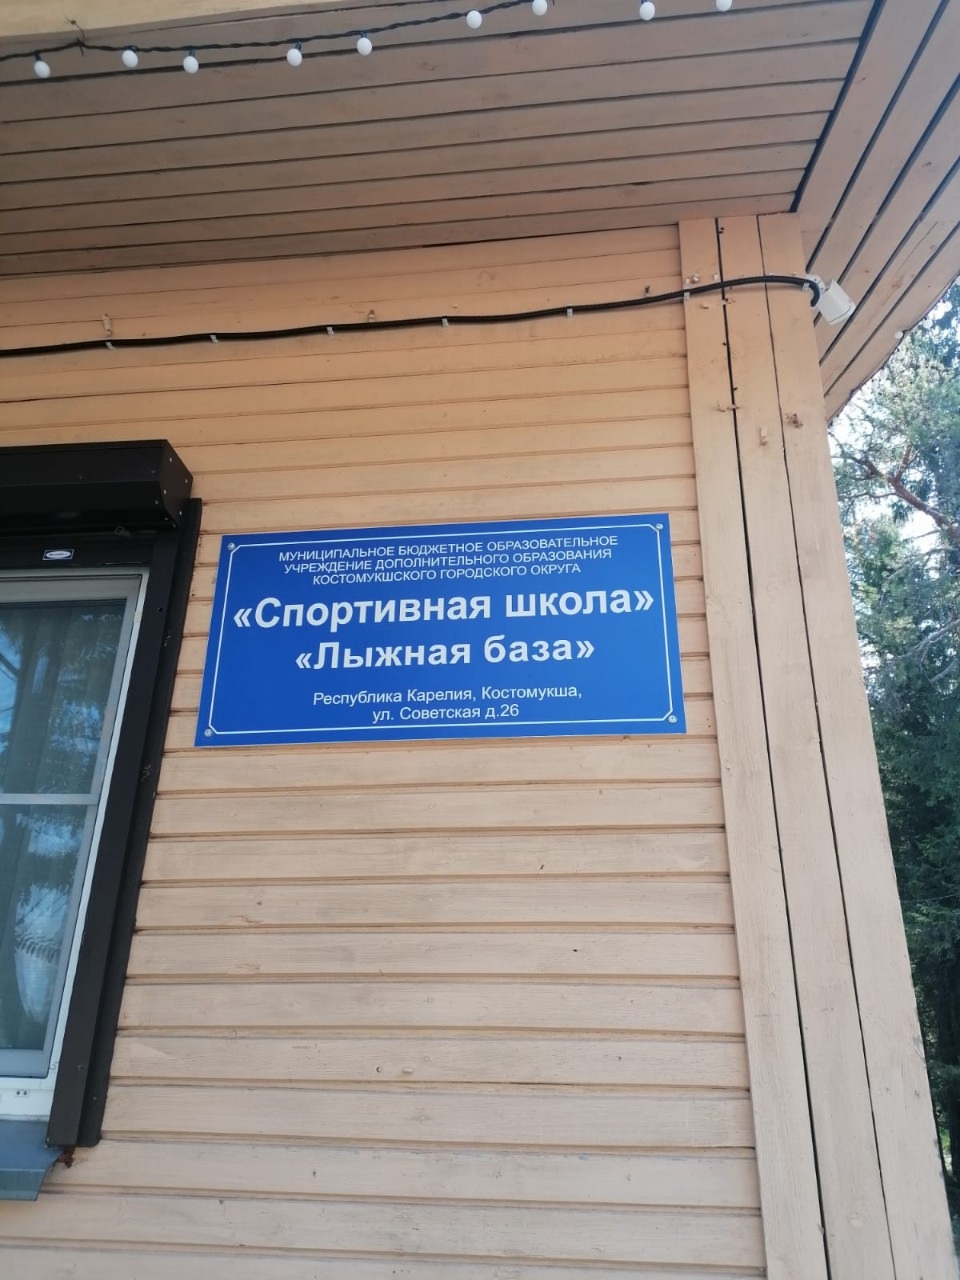 МУНИЦИПАЛЬНОЕ БЮДЖЕТНОЕ ОБРАЗОВАТЕЛЬНОЕ
УЧРЕЖДЕНИЕ ДОПОЛНИТЕЛЬНОГО ОБРАЗОВАНИЯ
КОСТОМУКШСКОГО ГОРОДСКОГО ОКРУГА
«Спортивная школа»
«Лыжная база»
Республика Карелия, Костомукша,
ул. Советская д.26